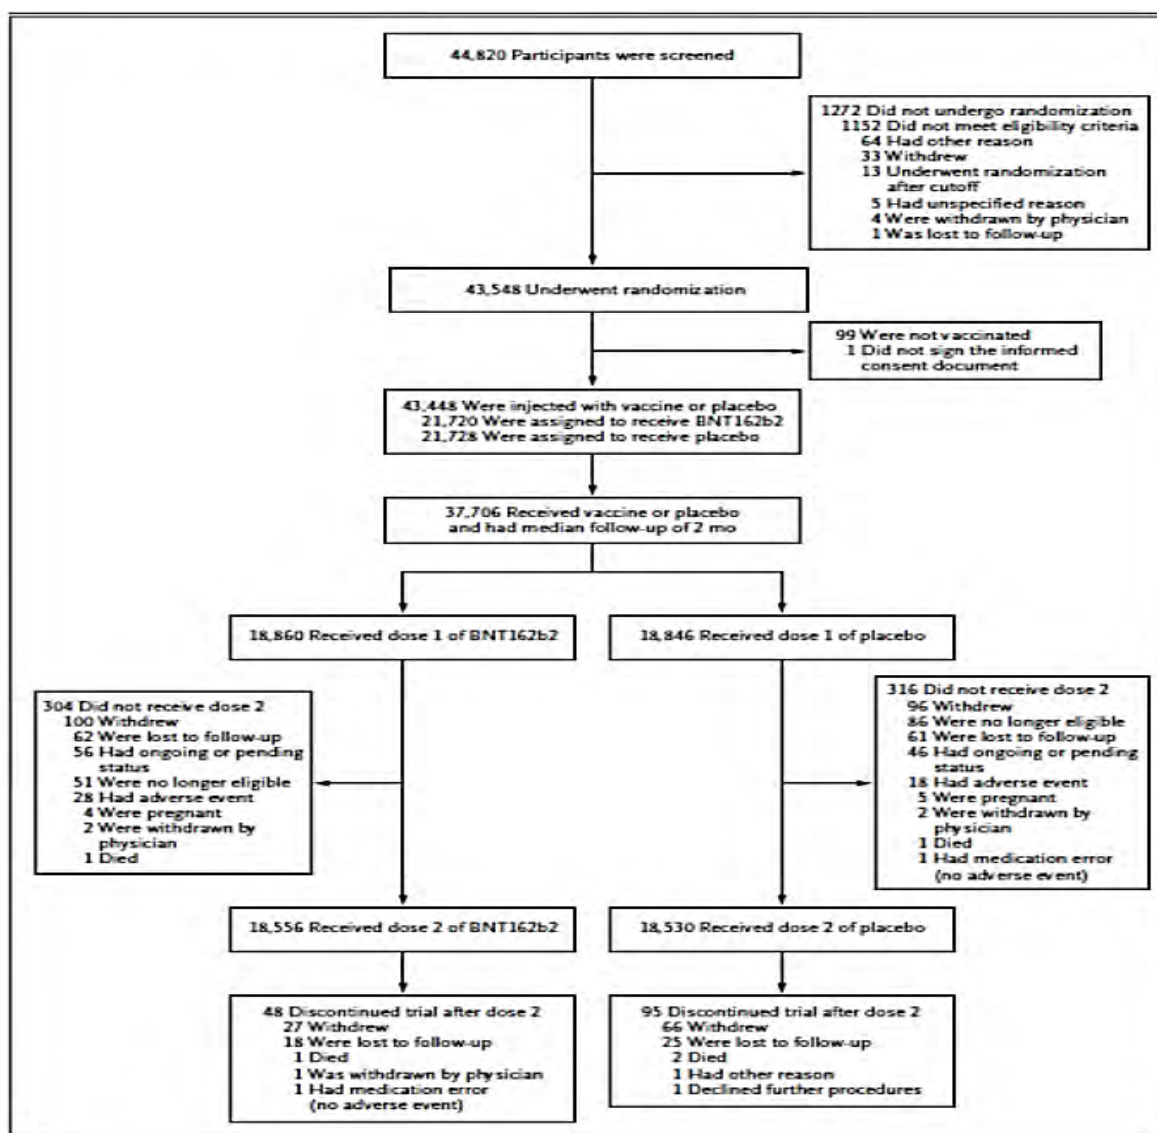 44,820 Participants were screened
1272 Did not undergo randomization
1152 Did not meet eligibility criteria
64 Had other reason
33 Withdrew
13 Underwent randomization
after cutoff
5 Had unspecified reason
4 Were withdrawn by physician
1 Was lost to follow-up
43,548 Underwent randomization
99 Were not vaccinated
1 Did not sign the informed
consent document
43,448 Were injected with vaccine or placebo
21,720 Were assigned to receive BNT162b2
21,728 Were assigned to receive placebo
37,706 Received vaccine or placebo
and had median follow-up of 2 mo
18,860 Received dose 1 of BNT162b2
18,846 Received dose 1 of placebo
304 Did not receive dose 2
100 Withdrew
62 Were lost to follow-up
56 Had ongoing or pending
status
51 Were no longer eligible
28 Had adverse event
4 Were pregnant
2 Were withdrawn by
physician
1 Died
316 Did not receive dose 2
96 Withdrew
86 Were no longer eligible
61 Were lost to follow-up
46 Had ongoing or pending
status
18 Had adverse event
5 Were pregnant
2 Were withdrawn by
physician
1 Died
1 Had medication error
(no adverse event)
18,556 Received dose 2 of BNT162b2
18,530 Received dose 2 of placebo
48 Discontinued trial after dose 2
27 Withdrew
18 Were lost to follow-up
1 Died
1 Was withdrawn by physician
1 Had medication error
(no adverse event)
95 Discontinued trial after dose 2
66 Withdrew
25 Were lost to follow-up
2 Died
1 Had other reason
1 Declined further procedures